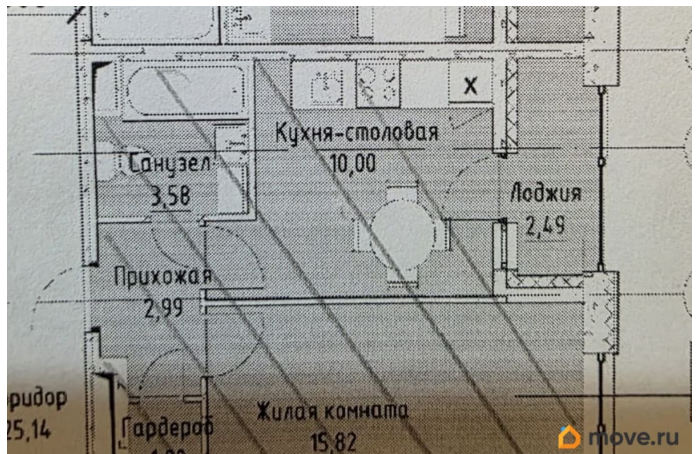 Кухня-столовая
10,00
X
Санузел
3,58
Лоджия
2,49
Прихожая
2,99
ридор
25,14
Гардероб
Жилая комната
15,82
move.ru